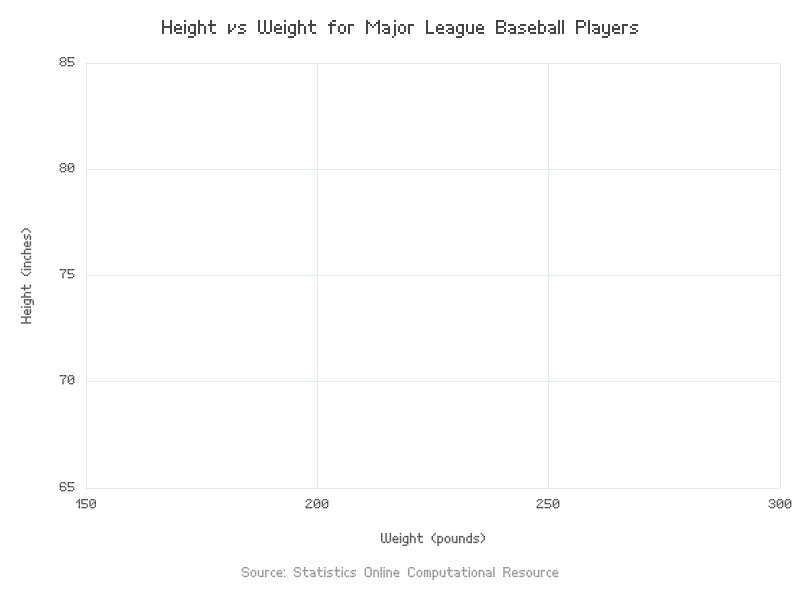 Height vs Weight for Major League Baseball Players
85
80
75
70
65
Height (inches)
150 200 250 300
Weight (pounds)
Source: Statistics Online Computational Resource